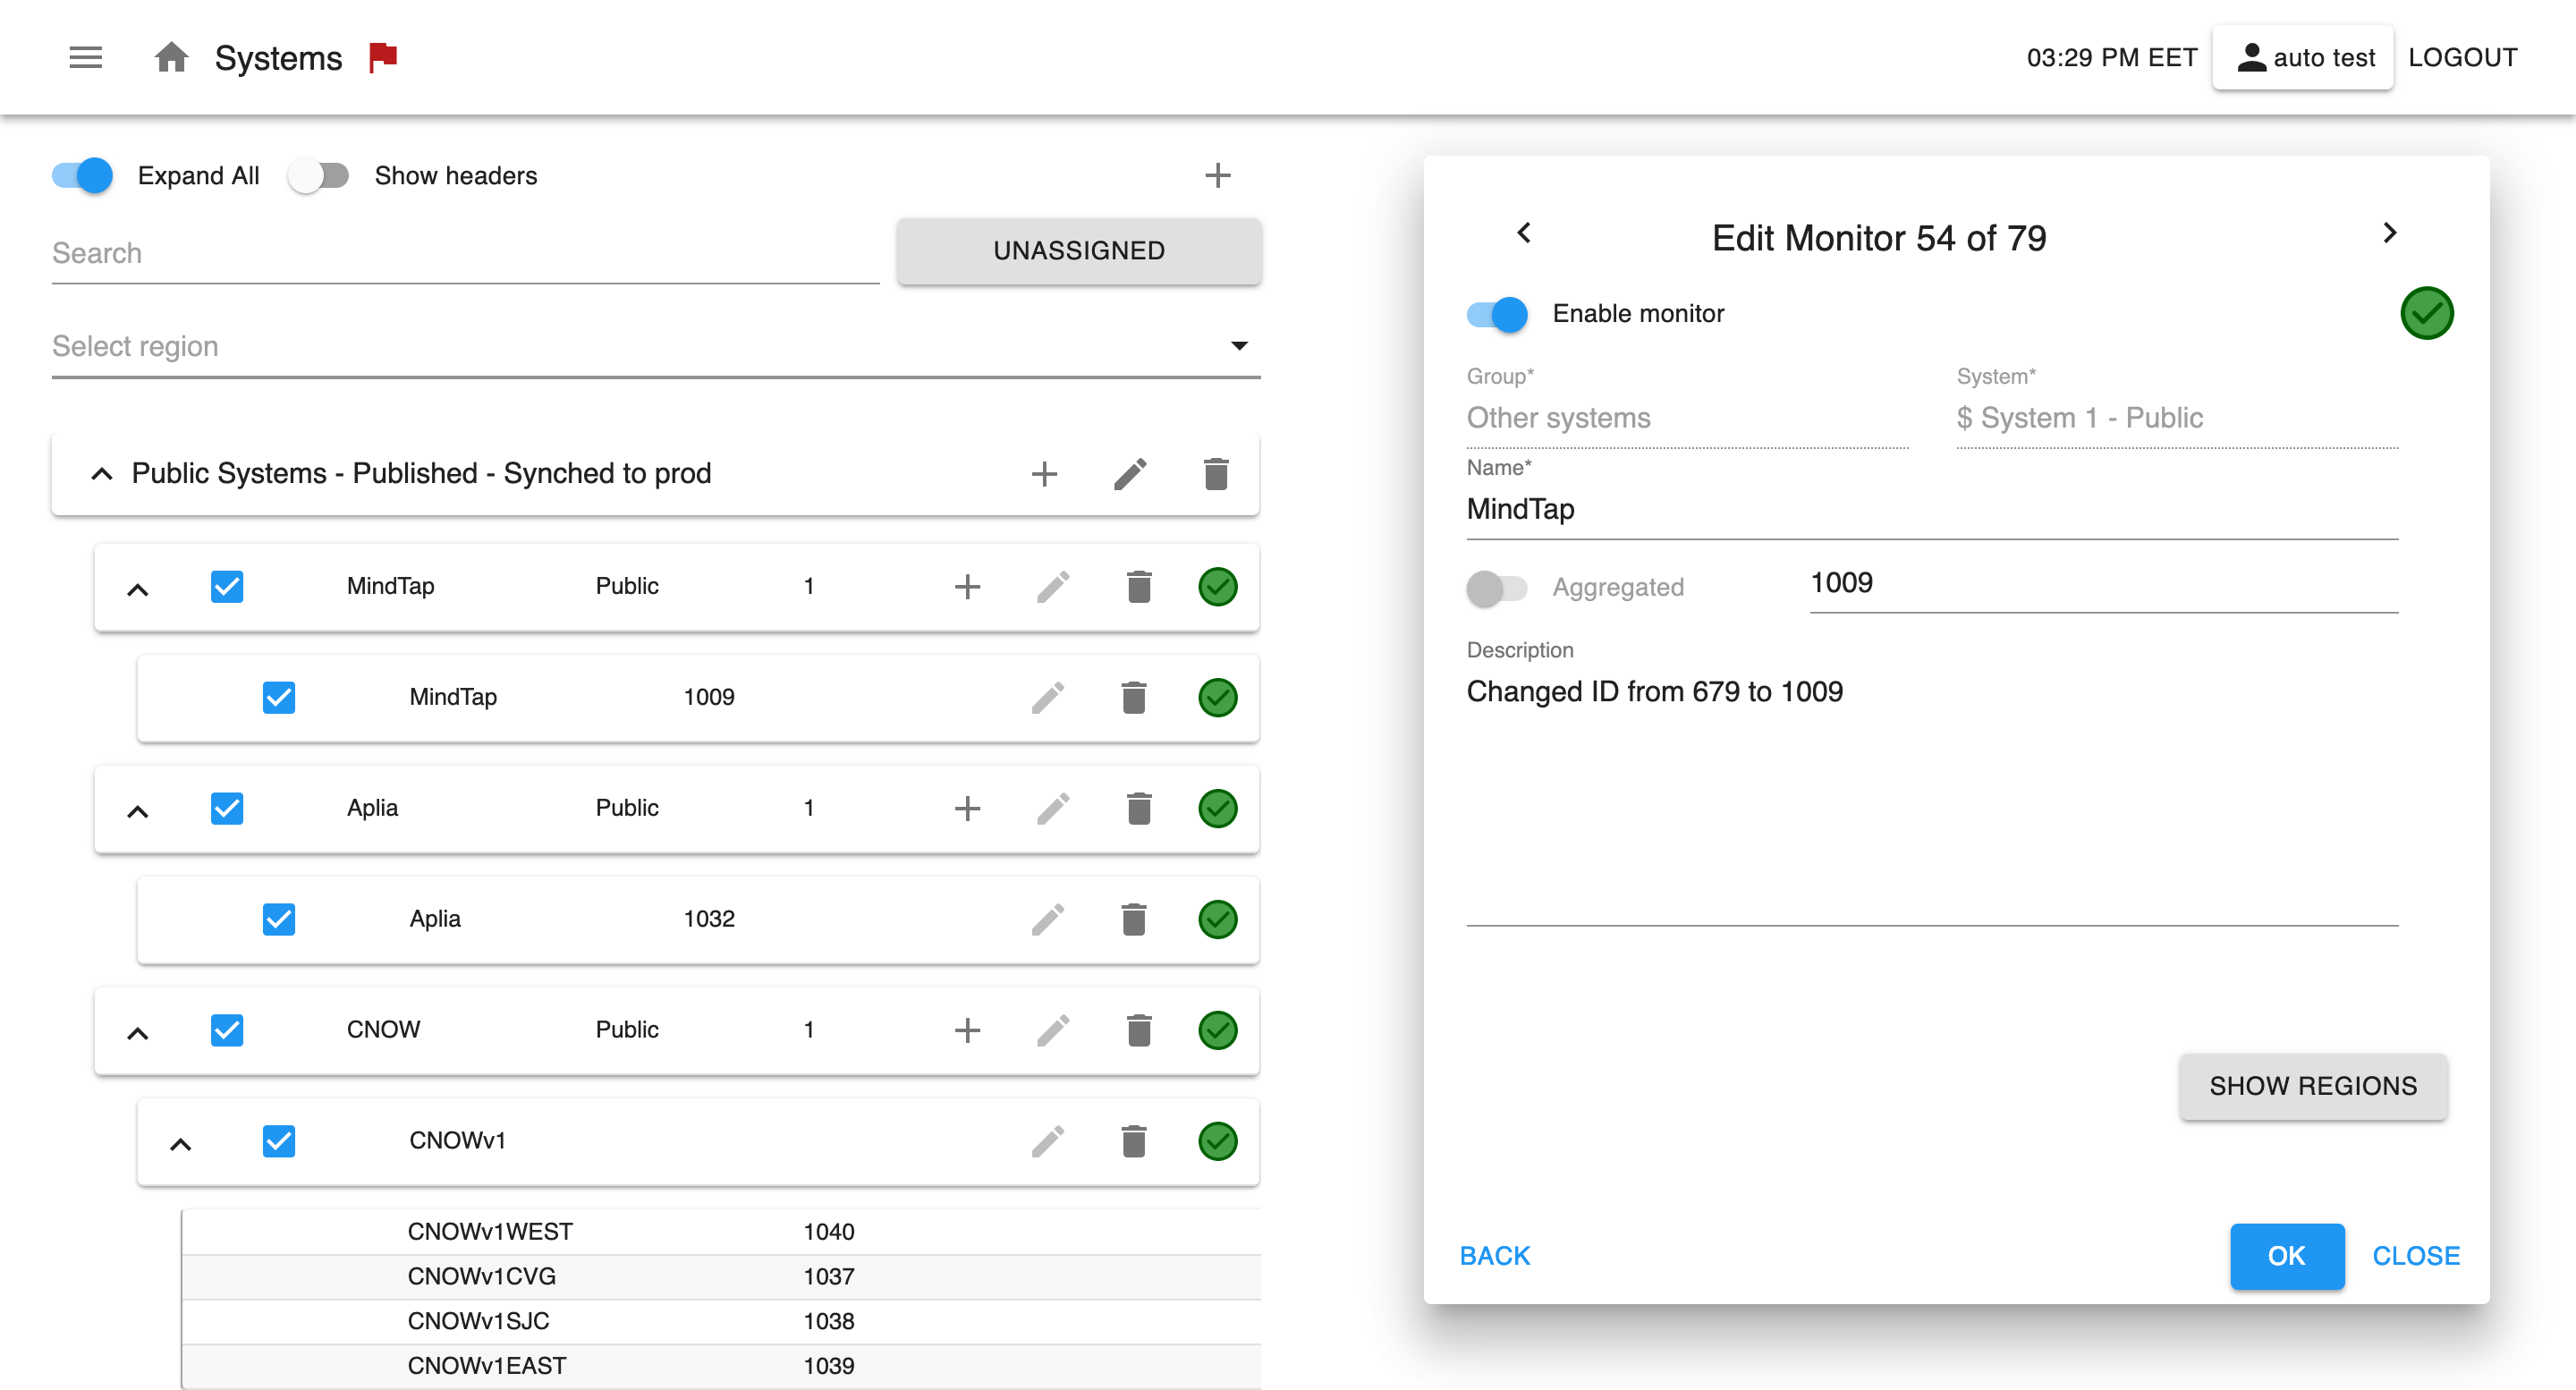 Systems
03:29 PM EET
auto test
LOGOUT
Expand All
Show headers
Search
UNASSIGNED
Select region
Public Systems - Published - Synched to prod
MindTap Public 1
MindTap 1009
Aplia Public 1
Aplia 1032
CNOW Public 1
CNOWv1
CNOWv1WEST 1040
CNOWv1CVG 1037
CNOWv1SJC 1038
CNOWv1EAST 1039
Edit Monitor 54 of 79
Enable monitor
Group* System*
Other systems $ System 1 - Public
Name*
MindTap
Aggregated 1009
Description
Changed ID from 679 to 1009
SHOW REGIONS
BACK OK CLOSE